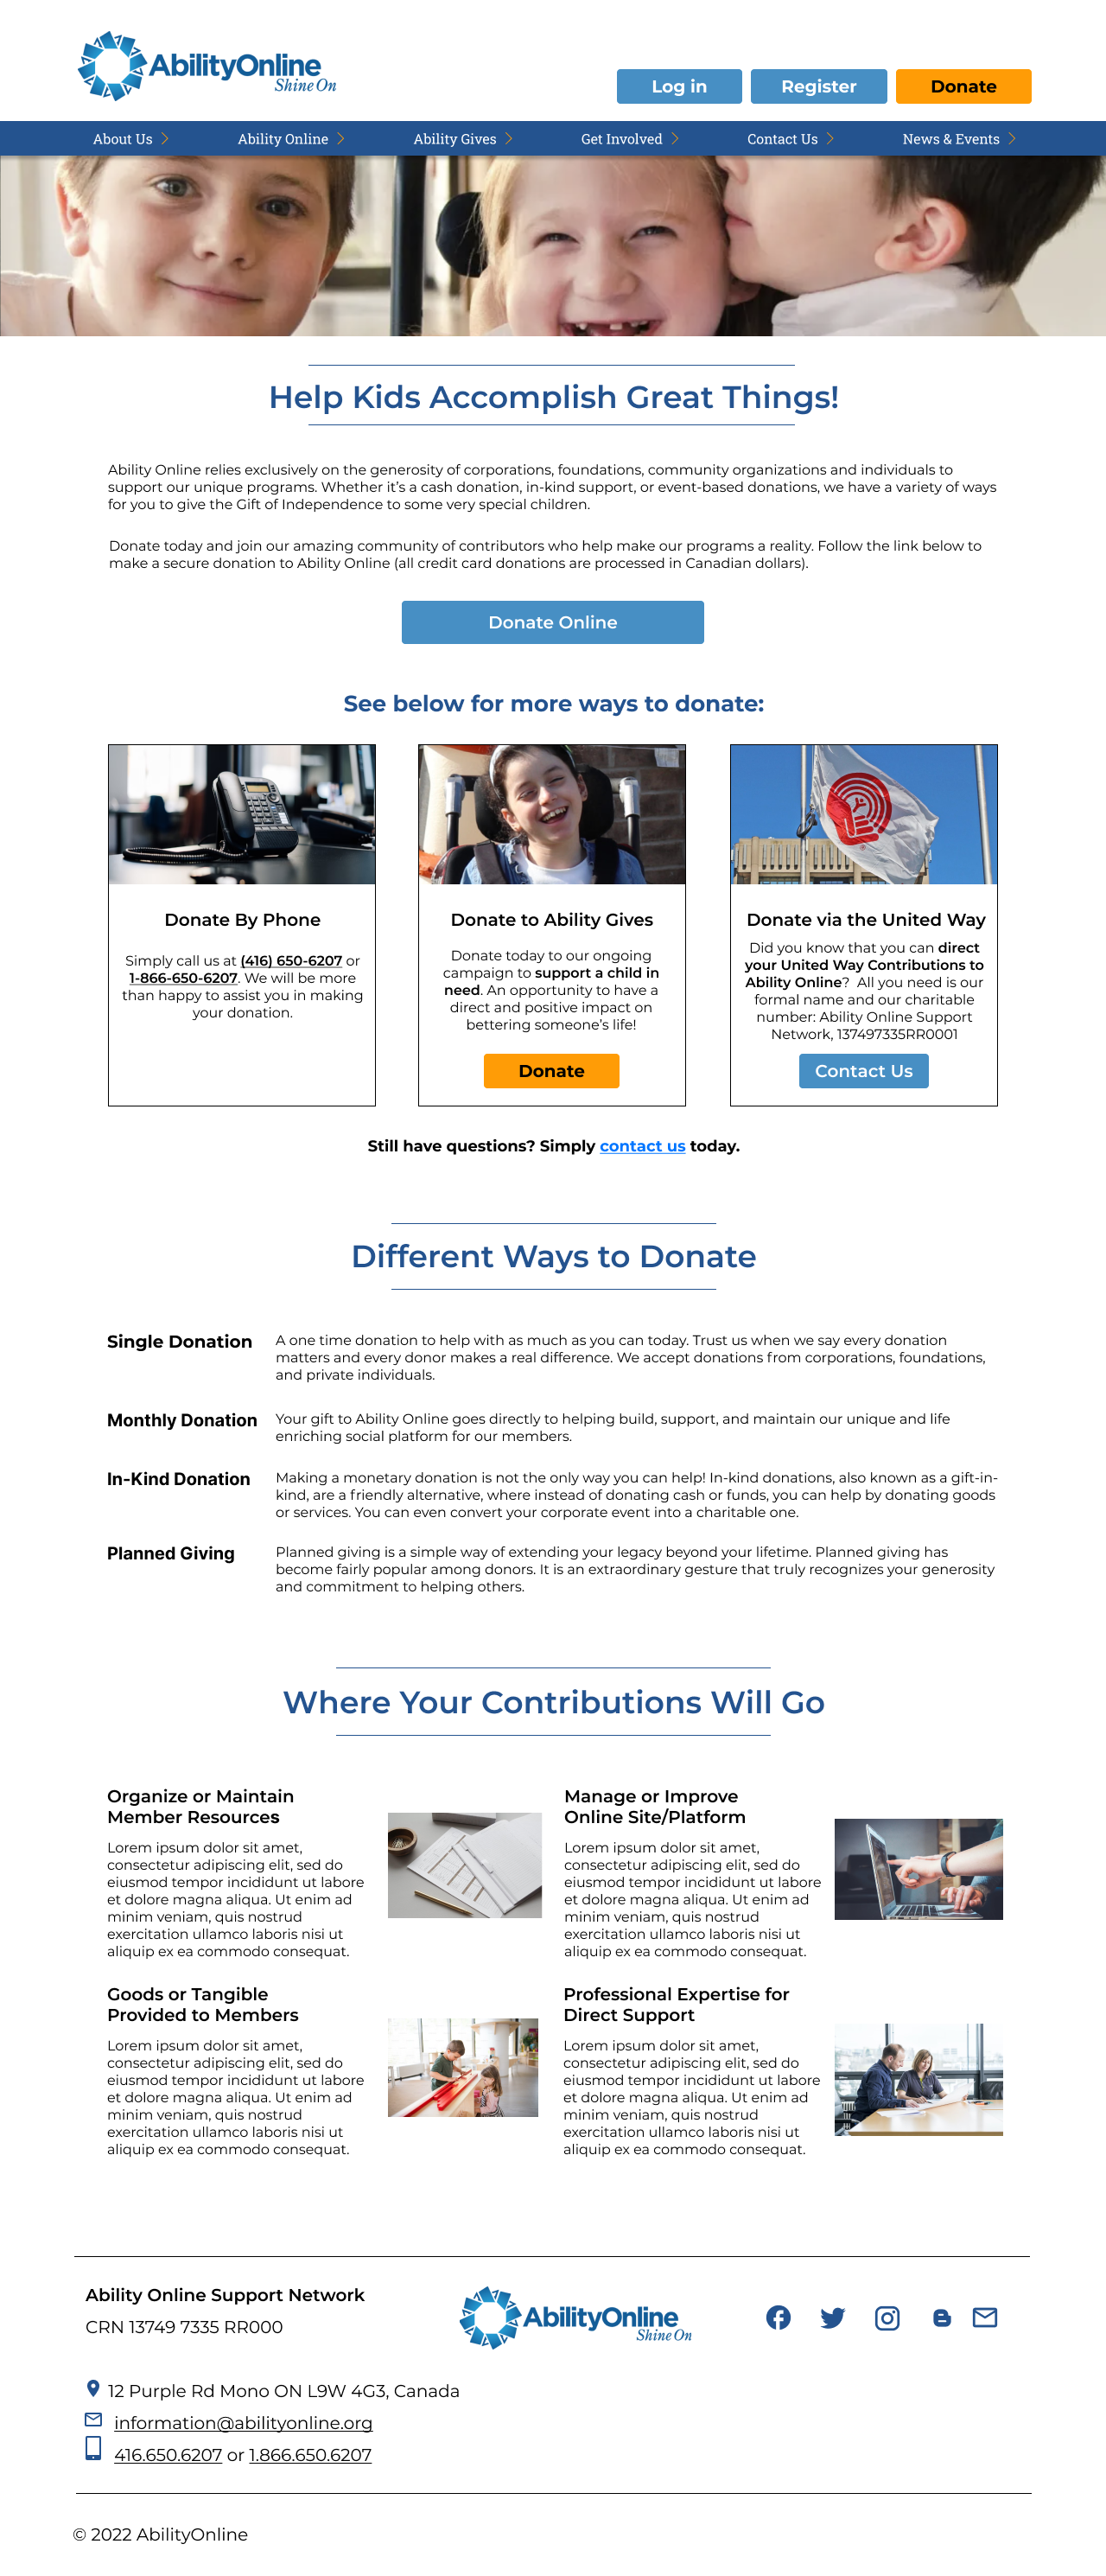 AbilityOnline
Shine On
Log in
Register
Donate
About Us
Ability Online
Ability Gives
Get Involved
Contact Us
News & Events
Help Kids Accomplish Great Things!
Ability Online relies exclusively on the generosity of corporations, foundations, community organizations and individuals to
support our unique programs. Whether it’s a cash donation, in-kind support, or event-based donations, we have a variety of ways
for you to give the Gift of Independence to some very special children.
Donate today and join our amazing community of contributors who help make our programs a reality. Follow the link below to
make a secure donation to Ability Online (all credit card donations are processed in Canadian dollars).
Donate Online
See below for more ways to donate:
Donate By Phone
Simply call us at (416) 650-6207 or
1-866-650-6207. We will be more
than happy to assist you in making
your donation.
Donate to Ability Gives
Donate today to our ongoing
campaign to support a child in
need. An opportunity to have a
direct and positive impact on
bettering someone’s life!
Donate
Donate via the United Way
Did you know that you can direct
your United Way Contributions to
Ability Online?  All you need is our
formal name and our charitable
number: Ability Online Support
Network, 137497335RR0001
Contact Us
Still have questions? Simply contact us today.
Different Ways to Donate
Single Donation
A one time donation to help with as much as you can today. Trust us when we say every donation
matters and every donor makes a real difference. We accept donations from corporations, foundations,
and private individuals.
Monthly Donation
Your gift to Ability Online goes directly to helping build, support, and maintain our unique and life
enriching social platform for our members.
In-Kind Donation
Making a monetary donation is not the only way you can help! In-kind donations, also known as a gift-in-
kind, are a friendly alternative, where instead of donating cash or funds, you can help by donating goods
or services. You can even convert your corporate event into a charitable one.
Planned Giving
Planned giving is a simple way of extending your legacy beyond your lifetime. Planned giving has
become fairly popular among donors. It is an extraordinary gesture that truly recognizes your generosity
and commitment to helping others.
Where Your Contributions Will Go
Organize or Maintain
Member Resources
Lorem ipsum dolor sit amet,
consectetur adipiscing elit, sed do
eiusmod tempor incididunt ut labore
et dolore magna aliqua. Ut enim ad
minim veniam, quis nostrud
exercitation ullamco laboris nisi ut
aliquip ex ea commodo consequat.
Manage or Improve
Online Site/Platform
Lorem ipsum dolor sit amet,
consectetur adipiscing elit, sed do
eiusmod tempor incididunt ut labore
et dolore magna aliqua. Ut enim ad
minim veniam, quis nostrud
exercitation ullamco laboris nisi ut
aliquip ex ea commodo consequat.
Goods or Tangible
Provided to Members
Lorem ipsum dolor sit amet,
consectetur adipiscing elit, sed do
eiusmod tempor incididunt ut labore
et dolore magna aliqua. Ut enim ad
minim veniam, quis nostrud
exercitation ullamco laboris nisi ut
aliquip ex ea commodo consequat.
Professional Expertise for
Direct Support
Lorem ipsum dolor sit amet,
consectetur adipiscing elit, sed do
eiusmod tempor incididunt ut labore
et dolore magna aliqua. Ut enim ad
minim veniam, quis nostrud
exercitation ullamco laboris nisi ut
aliquip ex ea commodo consequat.
Ability Online Support Network
CRN 13749 7335 RR000
AbilityOnline
Shine On
12 Purple Rd Mono ON L9W 4G3, Canada
information@abilityonline.org
416.650.6207 or 1.866.650.6207
© 2022 AbilityOnline